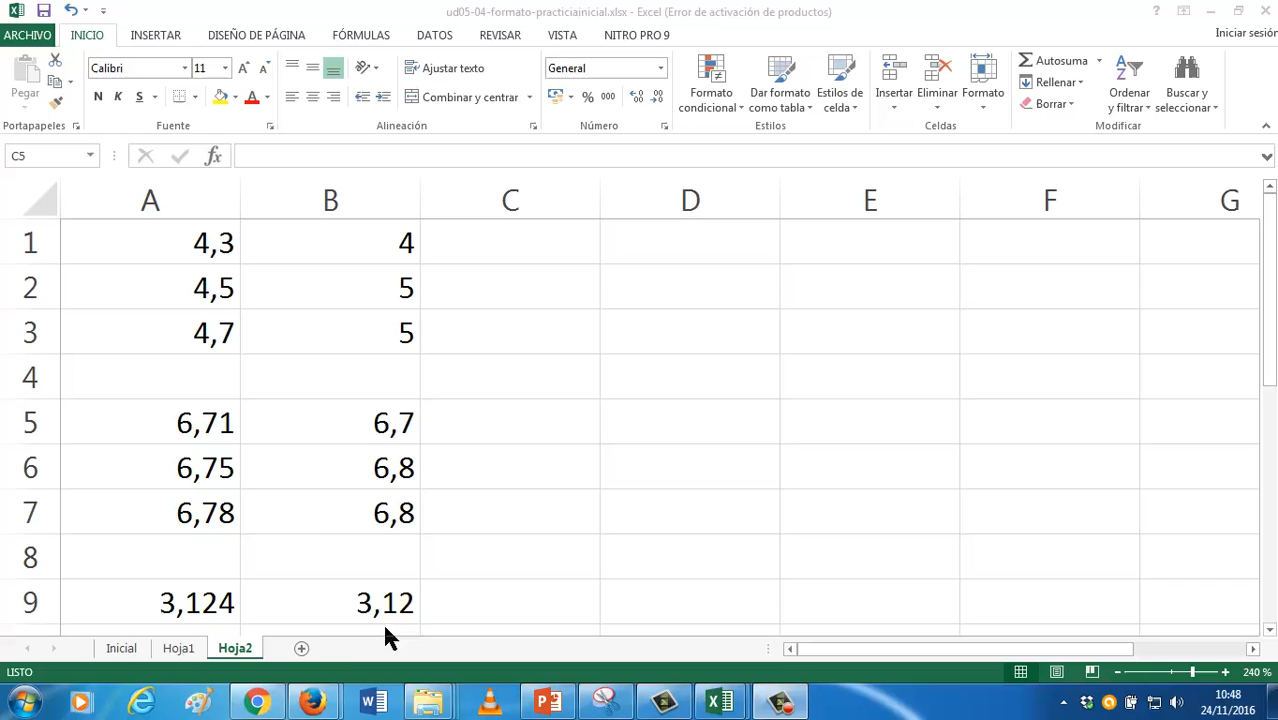 ud05-04-formato-practiciainicial.xlsx - Excel (Error de activación de productos)
ARCHIVO INICIO INSERTAR DISEÑO DE PÁGINA FÓRMULAS DATOS REVISAR VISTA NITRO PRO 9 Iniciar sesión
Pegar
Calibri 11
N K S
Ajustar texto
Combinar y centrar
General
% 000
Formato condicional
Dar formato como tabla
Estilos de celda
Insertar Eliminar Formato
Autosuma
Rellenar
Borrar
Ordenar y filtrar
Buscar y seleccionar
Portapapeles Fuente Alineación Número Estilos Celdas Modificar
C5 fx
A B C D E F G
1 4,3 4
2 4,5 5
3 4,7 5
4
5 6,71 6,7
6 6,75 6,8
7 6,78 6,8
8
9 3,124 3,12
Inicial Hoja1 Hoja2
LISTO 240 %
10:48
24/11/2016